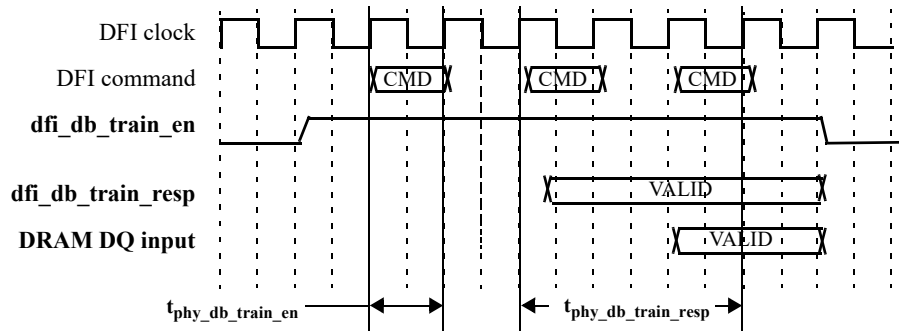 DFI clock
DFI command CMD CMD CMD
dfi_db_train_en
dfi_db_train_resp VALID
DRAM DQ input VALID
tphy_db_train_en tphy_db_train_resp